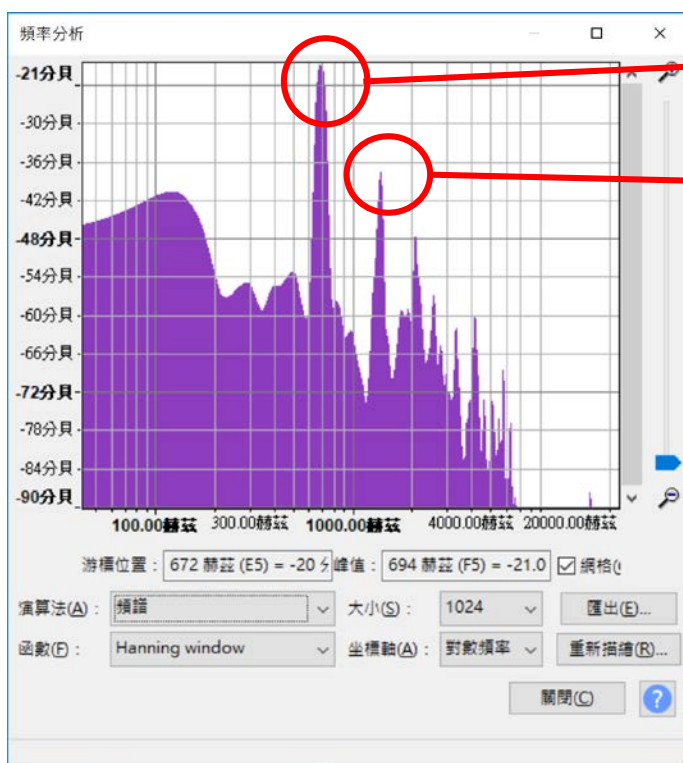 頻率分析
-21分貝
-30分貝
-36分貝
-42分貝
-48分貝
-54分貝
-60分貝
-66分貝
-72分貝
-78分貝
-84分貝
-90分貝
100.00赫茲 300.00赫茲 1000.00赫茲 4000.00赫茲 20000.00赫茲
游標位置： 672 赫茲 (E5) = -20 峰值： 694 赫茲 (F5) = -21.0 網格(
演算法(A)： 頻譜 大小(S)： 1024 匯出(E)...
函數(F)： Hanning window 坐標軸(A)： 對數頻率 重新描繪(R)...
關閉(C) ?